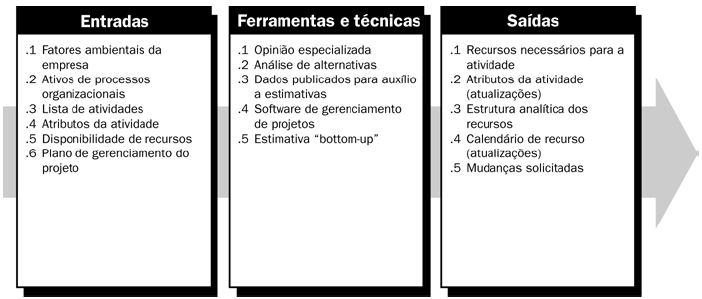 Entradas
.1 Fatores ambientais da
empresa
.2 Ativos de processos
organizacionais
.3 Lista de atividades
.4 Atributos da atividade
.5 Disponibilidade de recursos
.6 Plano de gerenciamento do
projeto
Ferramentas e técnicas
.1 Opinião especializada
.2 Análise de alternativas
.3 Dados publicados para auxílio
a estimativas
.4 Software de gerenciamento
de projetos
.5 Estimativa “bottom-up”
Saídas
.1 Recursos necessários para a
atividade
.2 Atributos da atividade
(atualizações)
.3 Estrutura analítica dos
recursos
.4 Calendário de recurso
(atualizações)
.5 Mudanças solicitadas